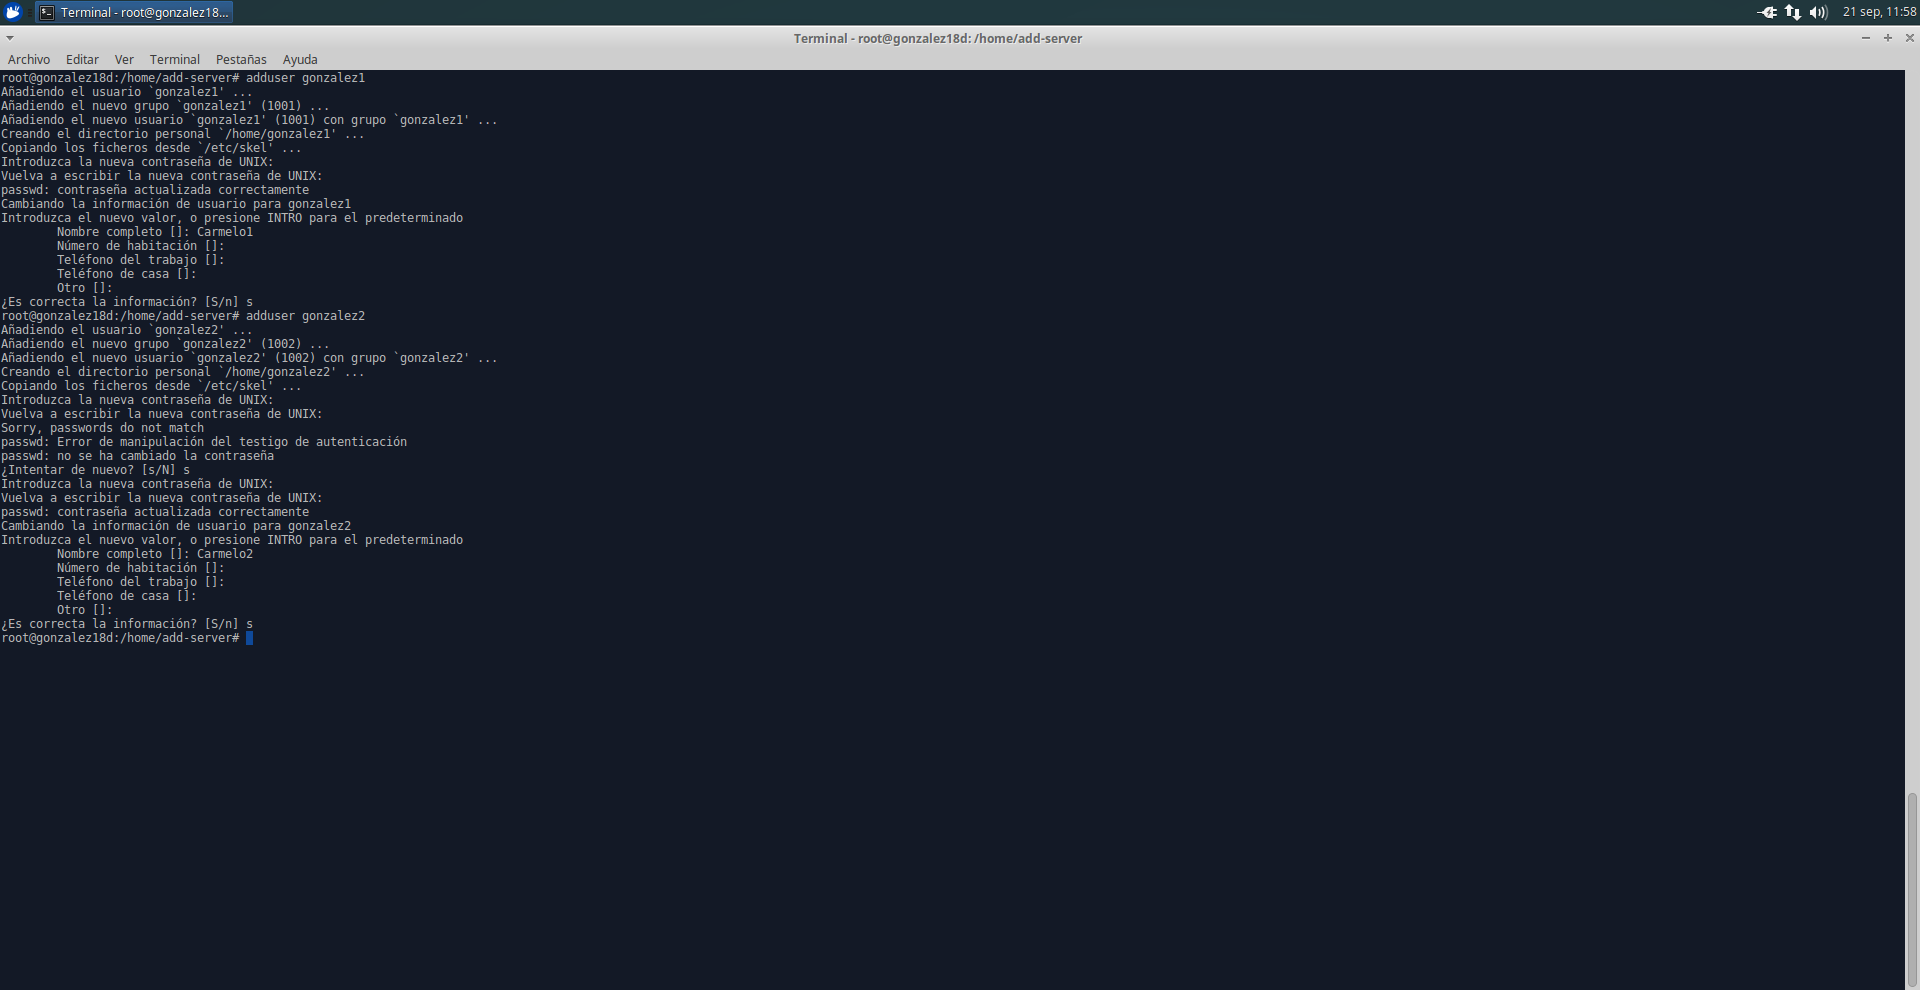 Terminal - root@gonzalez18...
21 sep, 11:58
Terminal - root@gonzalez18d: /home/add-server
Archivo Editar Ver Terminal Pestañas Ayuda
root@gonzalez18d:/home/add-server# adduser gonzalez1
Añadiendo el usuario `gonzalez1' ...
Añadiendo el nuevo grupo `gonzalez1' (1001) ...
Añadiendo el nuevo usuario `gonzalez1' (1001) con grupo `gonzalez1' ...
Creando el directorio personal `/home/gonzalez1' ...
Copiando los ficheros desde `/etc/skel' ...
Introduzca la nueva contraseña de UNIX:
Vuelva a escribir la nueva contraseña de UNIX:
passwd: contraseña actualizada correctamente
Cambiando la información de usuario para gonzalez1
Introduzca el nuevo valor, o presione INTRO para el predeterminado
Nombre completo []: Carmelo1
Número de habitación []:
Teléfono del trabajo []:
Teléfono de casa []:
Otro []:
¿Es correcta la información? [S/n] s
root@gonzalez18d:/home/add-server# adduser gonzalez2
Añadiendo el usuario `gonzalez2' ...
Añadiendo el nuevo grupo `gonzalez2' (1002) ...
Añadiendo el nuevo usuario `gonzalez2' (1002) con grupo `gonzalez2' ...
Creando el directorio personal `/home/gonzalez2' ...
Copiando los ficheros desde `/etc/skel' ...
Introduzca la nueva contraseña de UNIX:
Vuelva a escribir la nueva contraseña de UNIX:
Sorry, passwords do not match
passwd: Error de manipulación del testigo de autenticación
passwd: no se ha cambiado la contraseña
¿Intentar de nuevo? [s/N] s
Introduzca la nueva contraseña de UNIX:
Vuelva a escribir la nueva contraseña de UNIX:
passwd: contraseña actualizada correctamente
Cambiando la información de usuario para gonzalez2
Introduzca el nuevo valor, o presione INTRO para el predeterminado
Nombre completo []: Carmelo2
Número de habitación []:
Teléfono del trabajo []:
Teléfono de casa []:
Otro []:
¿Es correcta la información? [S/n] s
root@gonzalez18d:/home/add-server#